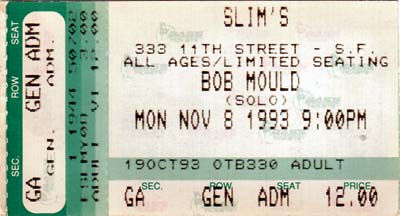 SLIM'S
333 11TH STREET - S.F.
ALL AGES/LIMITED SEATING
BOB MOULD
(SOLO)
MON NOV 8 1993 9:00PM
19OCT93 OTB330 ADULT
SEC. ROW SEAT PRICE
GA GEN ADM 12.00
SEC. ROW SEAT
GA GEN ADM
GEN. ADM.